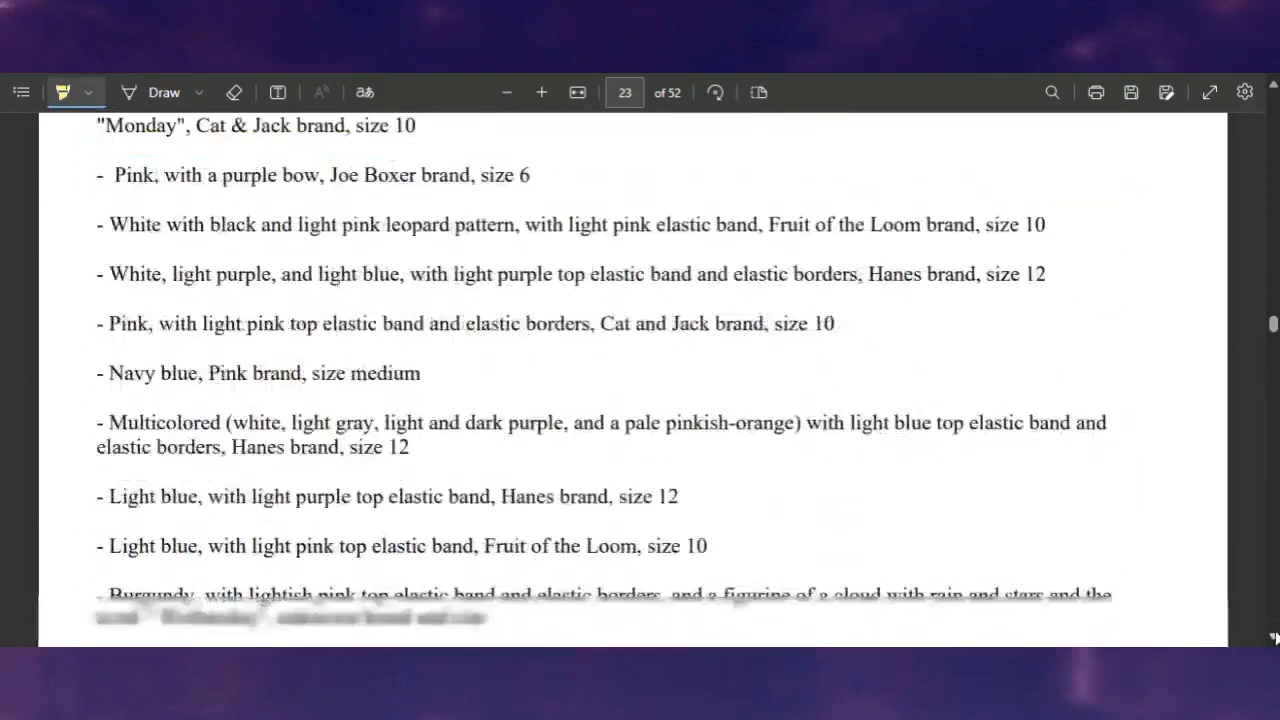 Draw
aあ
23
of 52
"Monday", Cat & Jack brand, size 10
- Pink, with a purple bow, Joe Boxer brand, size 6
- White with black and light pink leopard pattern, with light pink elastic band, Fruit of the Loom brand, size 10
- White, light purple, and light blue, with light purple top elastic band and elastic borders, Hanes brand, size 12
- Pink, with light pink top elastic band and elastic borders, Cat and Jack brand, size 10
- Navy blue, Pink brand, size medium
- Multicolored (white, light gray, light and dark purple, and a pale pinkish-orange) with light blue top elastic band and
elastic borders, Hanes brand, size 12
- Light blue, with light purple top elastic band, Hanes brand, size 12
- Light blue, with light pink top elastic band, Fruit of the Loom, size 10
- Burgundy, with lightish pink top elastic band and elastic borders, and a figurine of a cloud with rain and stars and the